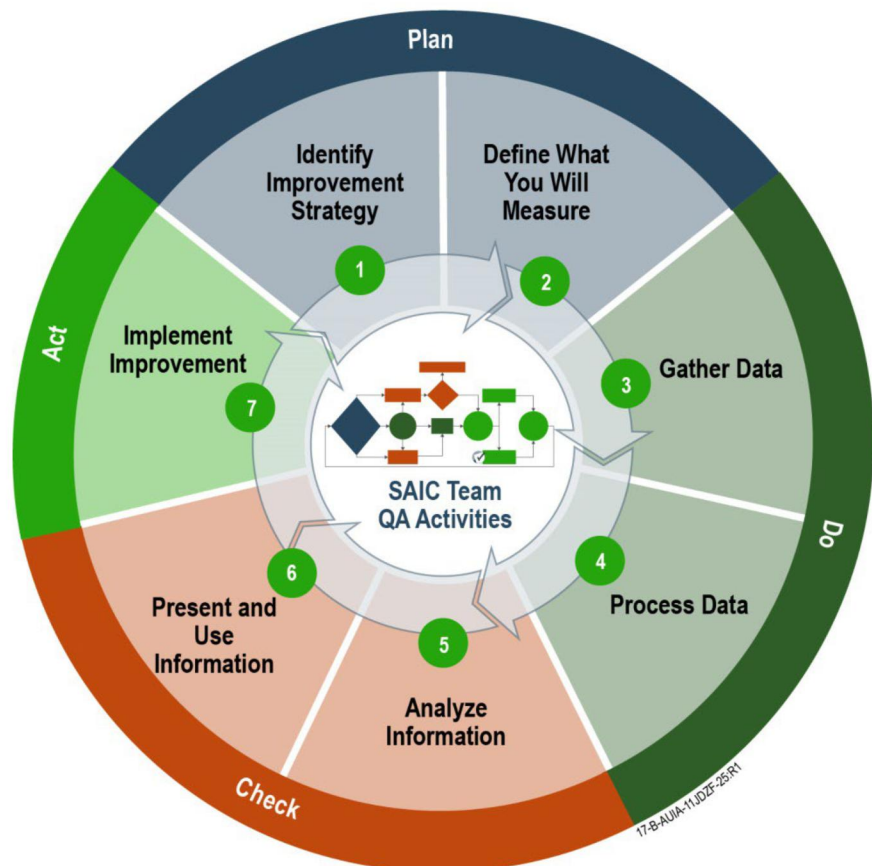 Plan
Identify
Improvement
Strategy
Define What
You Will
Measure
1
2
Act
Implement
Improvement
Gather Data
3
7
SAIC Team
QA Activities
Do
6
4
Present and
Use
Information
Process Data
5
Analyze
Information
Check
17-B-AUIA-11JDZF-25:R1